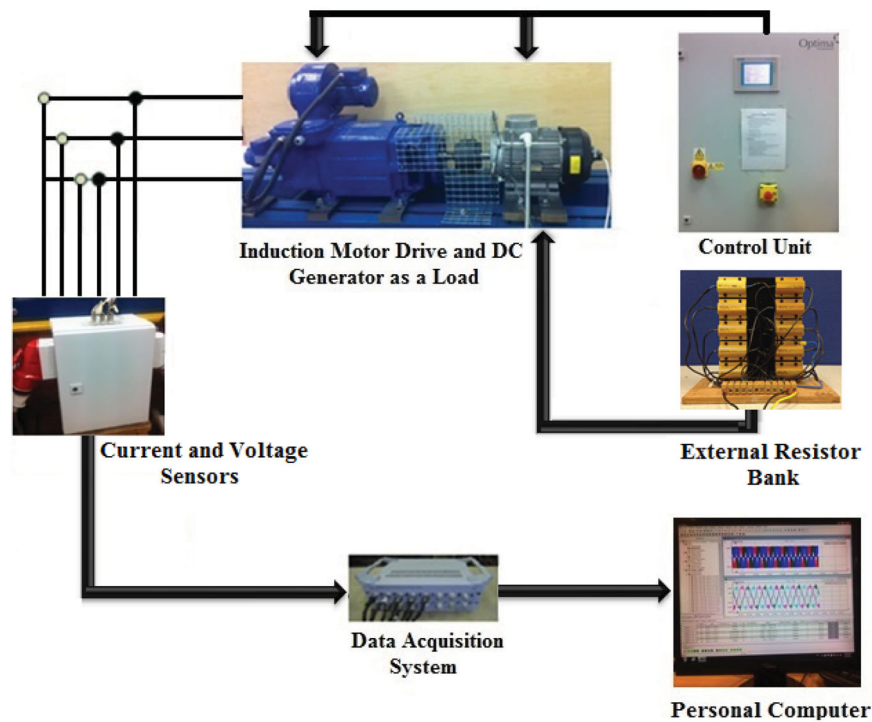 Optima
Control Unit
Induction Motor Drive and DC
Generator as a Load
Current and Voltage
Sensors
External Resistor
Bank
Data Acquisition
System
Personal Computer